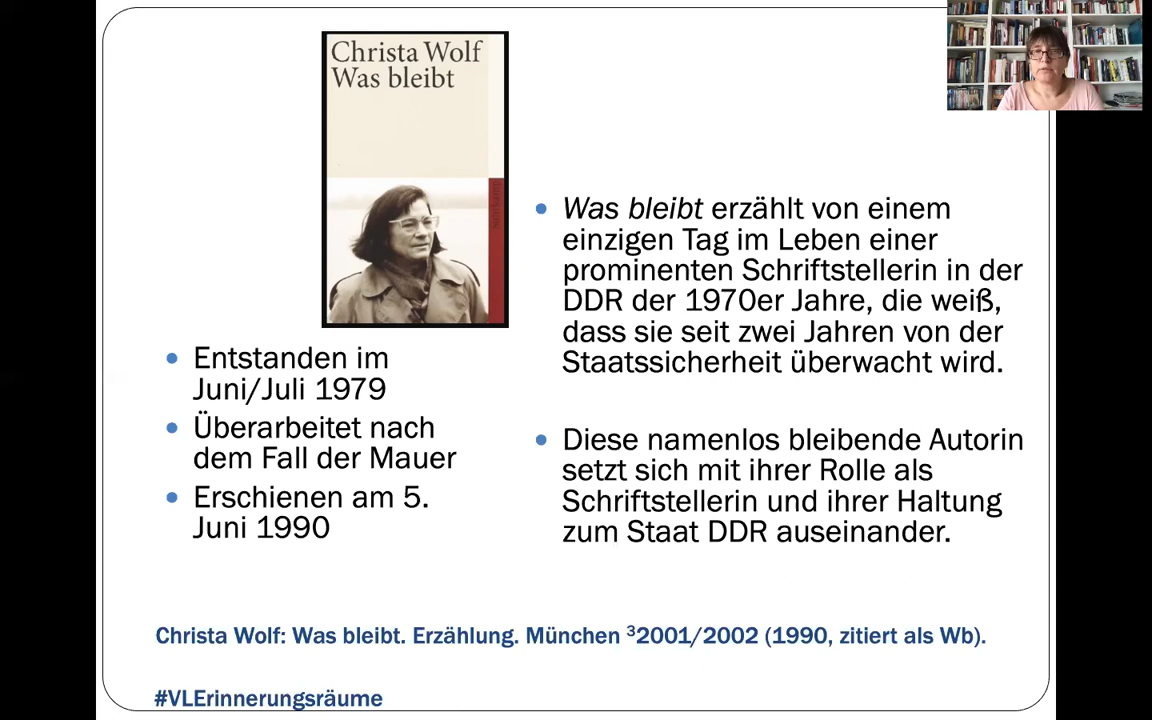 Christa Wolf
Was bleibt
Suhrkamp
Entstanden im
Juni/Juli 1979
Überarbeitet nach
dem Fall der Mauer
Erschienen am 5.
Juni 1990
Was bleibt erzählt von einem
einzigen Tag im Leben einer
prominenten Schriftstellerin in der
DDR der 1970er Jahre, die weiß,
dass sie seit zwei Jahren von der
Staatssicherheit überwacht wird.
Diese namenlos bleibende Autorin
setzt sich mit ihrer Rolle als
Schriftstellerin und ihrer Haltung
zum Staat DDR auseinander.
Christa Wolf: Was bleibt. Erzählung. München ³2001/2002 (1990, zitiert als Wb).
#VLErinnerungsräume